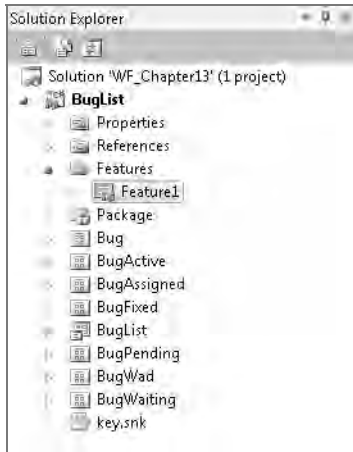 Solution Explorer
Solution 'WF_Chapter13' (1 project)
BugList
Properties
References
Features
Feature1
Package
Bug
BugActive
BugAssigned
BugFixed
BugList
BugPending
BugWad
BugWaiting
key.snk